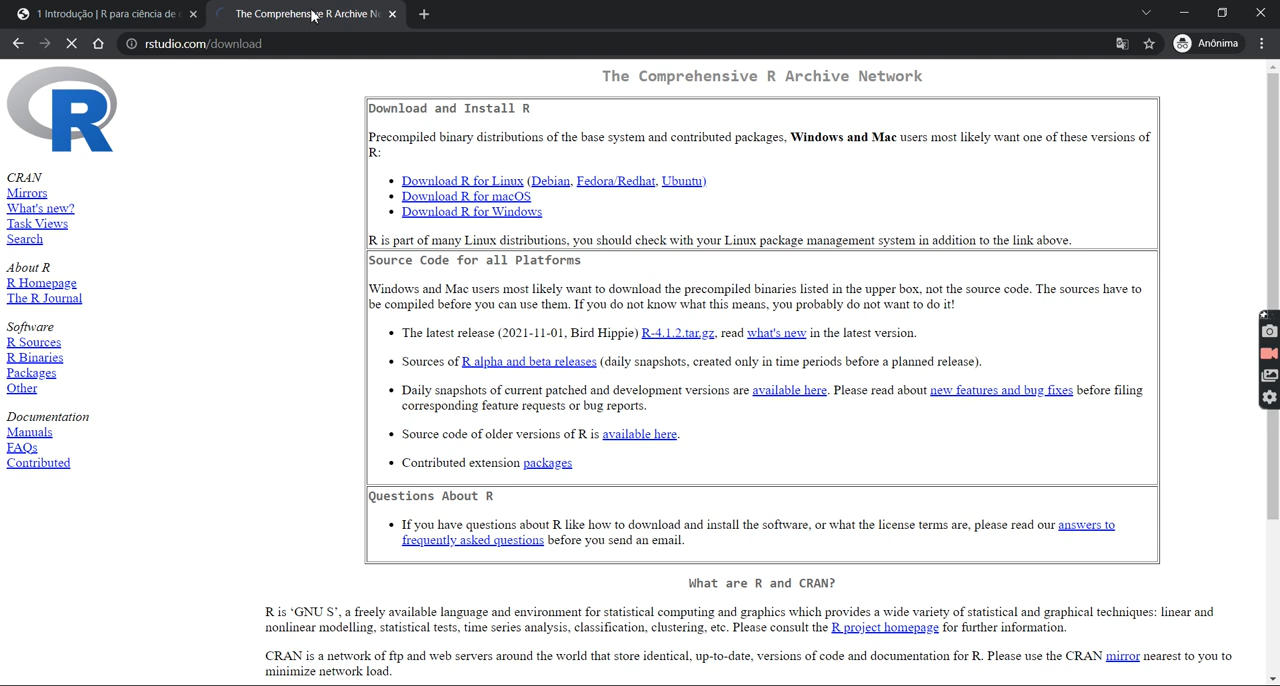 1 Introdução | R para ciência de
The Comprehensive R Archive Ne
rstudio.com/download
Anônima
R
The Comprehensive R Archive Network
CRAN
Mirrors
What's new?
Task Views
Search
About R
R Homepage
The R Journal
Software
R Sources
R Binaries
Packages
Other
Documentation
Manuals
FAQs
Contributed
Download and Install R
Precompiled binary distributions of the base system and contributed packages, Windows and Mac users most likely want one of these versions of
R:
• Download R for Linux (Debian, Fedora/Redhat, Ubuntu)
• Download R for macOS
• Download R for Windows
R is part of many Linux distributions, you should check with your Linux package management system in addition to the link above.
Source Code for all Platforms
Windows and Mac users most likely want to download the precompiled binaries listed in the upper box, not the source code. The sources have to
be compiled before you can use them. If you do not know what this means, you probably do not want to do it!
• The latest release (2021-11-01, Bird Hippie) R-4.1.2.tar.gz, read what's new in the latest version.
• Sources of R alpha and beta releases (daily snapshots, created only in time periods before a planned release).
• Daily snapshots of current patched and development versions are available here. Please read about new features and bug fixes before filing
corresponding feature requests or bug reports.
• Source code of older versions of R is available here.
• Contributed extension packages
Questions About R
• If you have questions about R like how to download and install the software, or what the license terms are, please read our answers to
frequently asked questions before you send an email.
What are R and CRAN?
R is ‘GNU S’, a freely available language and environment for statistical computing and graphics which provides a wide variety of statistical and graphical techniques: linear and
nonlinear modelling, statistical tests, time series analysis, classification, clustering, etc. Please consult the R project homepage for further information.
CRAN is a network of ftp and web servers around the world that store identical, up-to-date, versions of code and documentation for R. Please use the CRAN mirror nearest to you to
minimize network load.